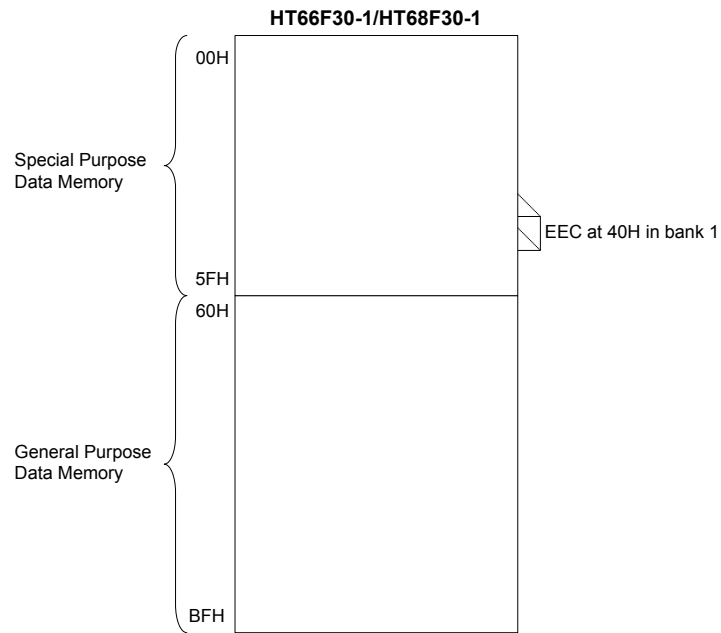 HT66F30-1/HT68F30-1
00H
Special Purpose
Data Memory
EEC at 40H in bank 1
5FH
60H
General Purpose
Data Memory
BFH